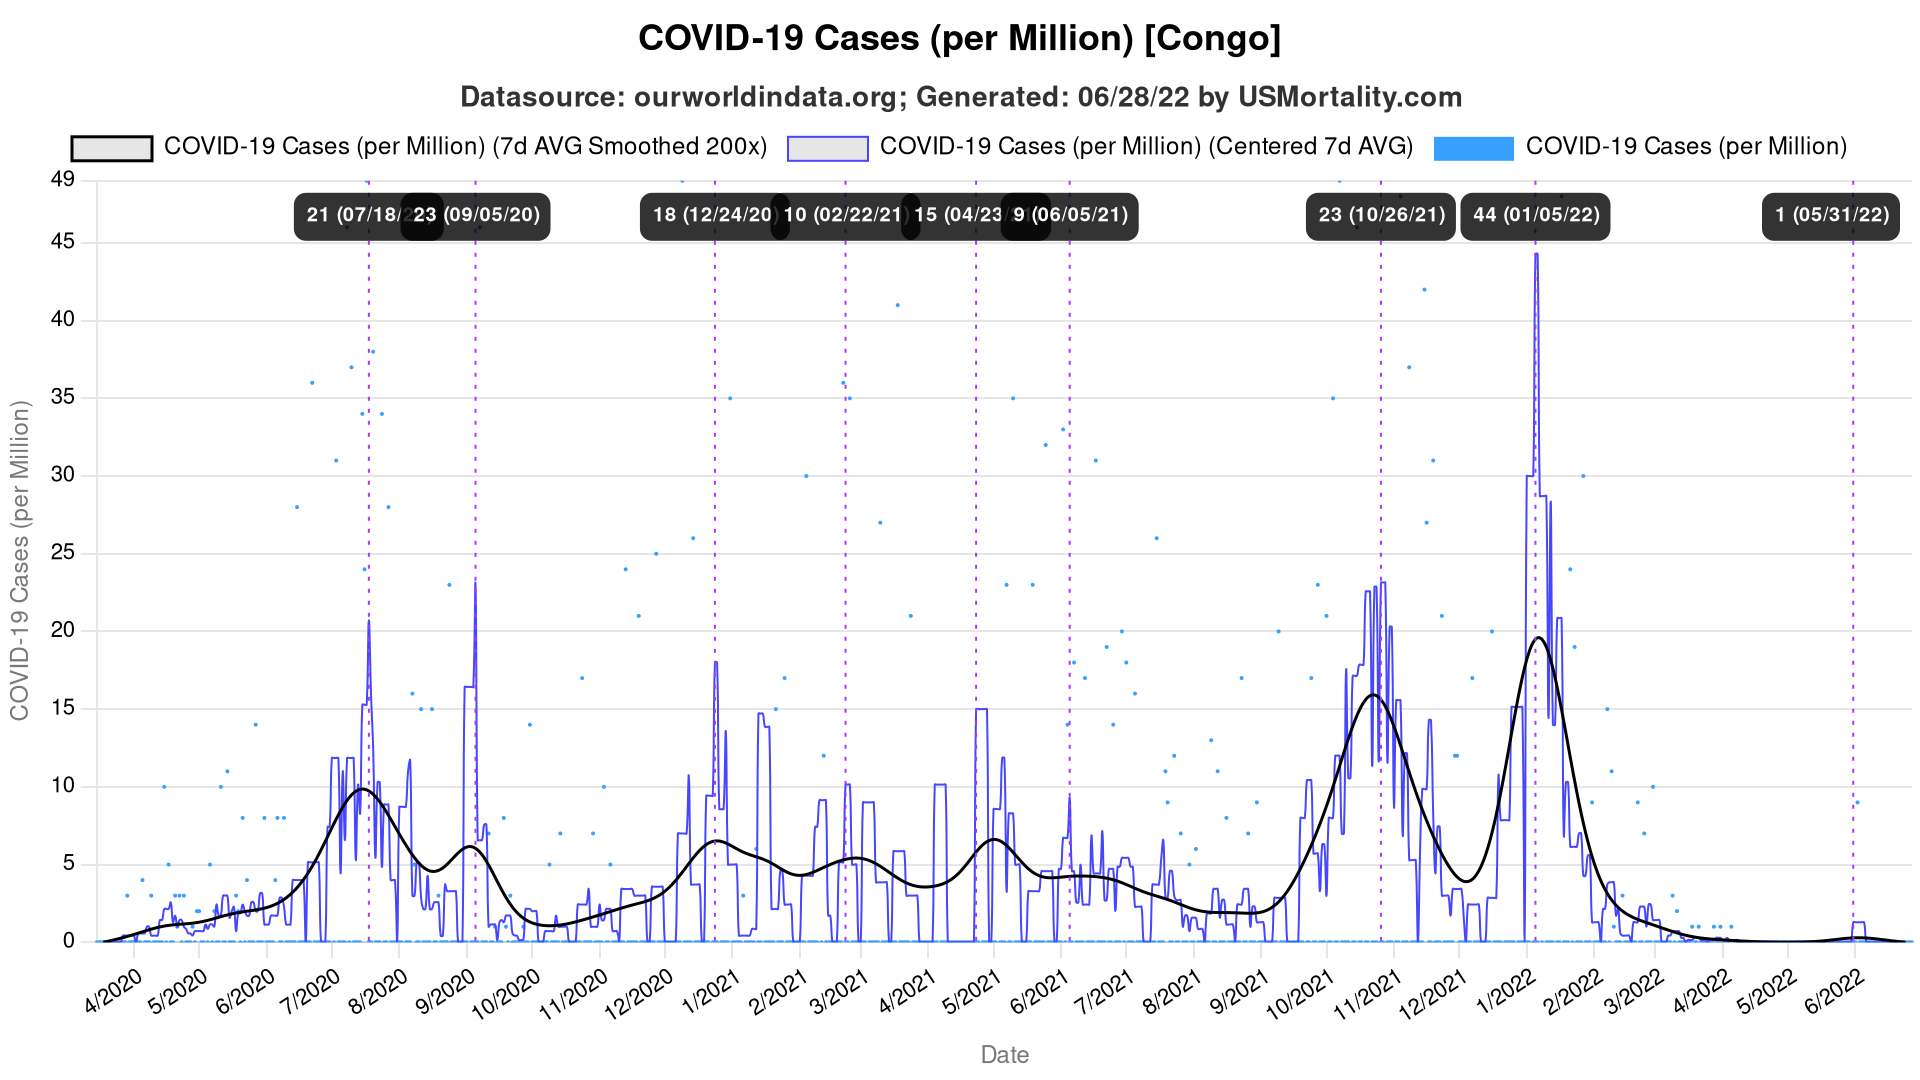 COVID-19 Cases (per Million) [Congo]
Datasource: ourworldindata.org; Generated: 06/28/22 by USMortality.com
COVID-19 Cases (per Million) (7d AVG Smoothed 200x) COVID-19 Cases (per Million) (Centered 7d AVG) COVID-19 Cases (per Million)
21 (07/18/ 23 (09/05/20) 18 (12/24/20) 10 (02/22/21) 15 (04/23/ 9 (06/05/21) 23 (10/26/21) 44 (01/05/22) 1 (05/31/22)
49
45
40
35
30
25
20
15
10
5
0
COVID-19 Cases (per Million)
4/2020 5/2020 6/2020 7/2020 8/2020 9/2020 10/2020 11/2020 12/2020 1/2021 2/2021 3/2021 4/2021 5/2021 6/2021 7/2021 8/2021 9/2021 10/2021 11/2021 12/2021 1/2022 2/2022 3/2022 4/2022 5/2022 6/2022
Date